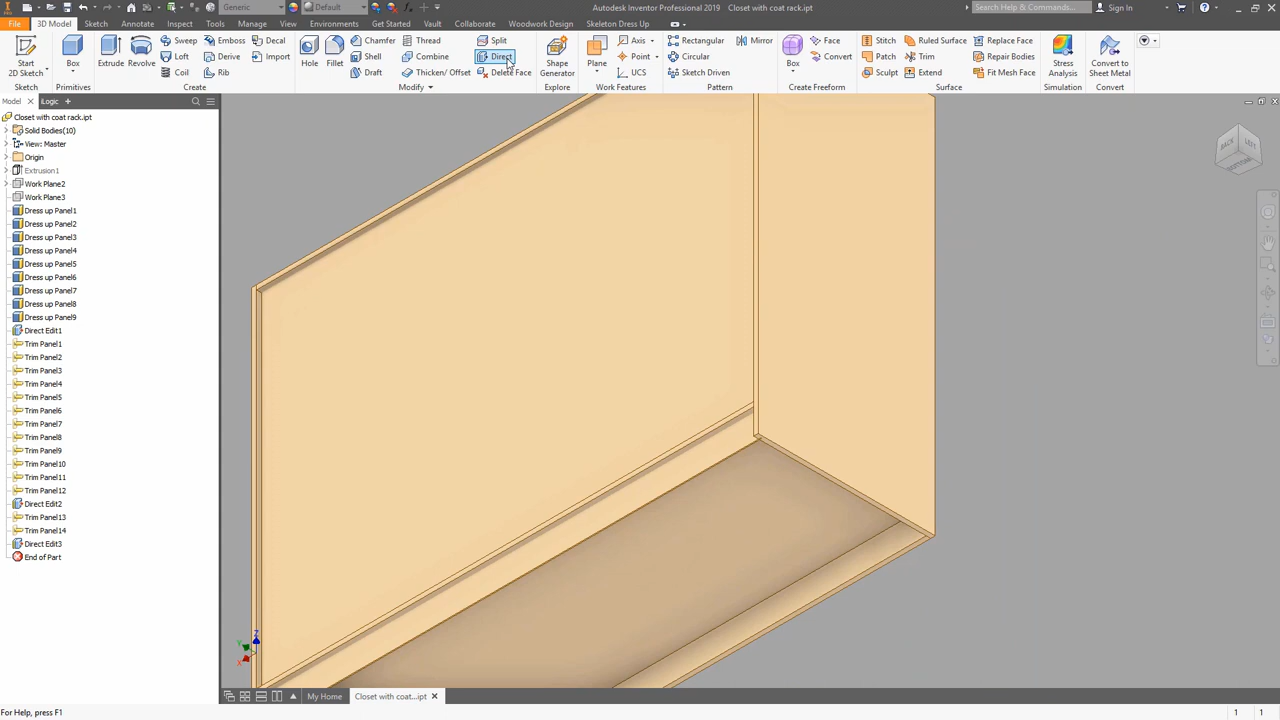 Generic
Default
Autodesk Inventor Professional 2019
Closet with coat rack.ipt
Search Help & Commands...
Sign In
File
3D Model
Sketch
Annotate
Inspect
Tools
Manage
View
Environments
Get Started
Vault
Collaborate
Woodwork Design
Skeleton Dress Up
Start
2D Sketch
Sketch
Box
Primitives
Extrude
Revolve
Sweep
Loft
Coil
Emboss
Derive
Rib
Decal
Import
Create
Hole
Fillet
Chamfer
Shell
Draft
Thread
Combine
Thicken/ Offset
Split
Direct
Delete Face
Modify
Shape
Generator
Explore
Plane
Axis
Point
UCS
Work Features
Rectangular
Circular
Sketch Driven
Mirror
Pattern
Box
Face
Convert
Create Freeform
Stitch
Patch
Sculpt
Ruled Surface
Trim
Extend
Replace Face
Repair Bodies
Fit Mesh Face
Surface
Stress
Analysis
Simulation
Convert to
Sheet Metal
Convert
Model
iLogic
Closet with coat rack.ipt
Solid Bodies(10)
View: Master
Origin
Extrusion1
Work Plane2
Work Plane3
Dress up Panel1
Dress up Panel2
Dress up Panel3
Dress up Panel4
Dress up Panel5
Dress up Panel6
Dress up Panel7
Dress up Panel8
Dress up Panel9
Direct Edit1
Trim Panel1
Trim Panel2
Trim Panel3
Trim Panel4
Trim Panel5
Trim Panel6
Trim Panel7
Trim Panel8
Trim Panel9
Trim Panel10
Trim Panel11
Trim Panel12
Direct Edit2
Trim Panel13
Trim Panel14
Direct Edit3
End of Part
BACK
LEFT
Z
Y
X
My Home
Closet with coat...ipt
For Help, press F1
1
1